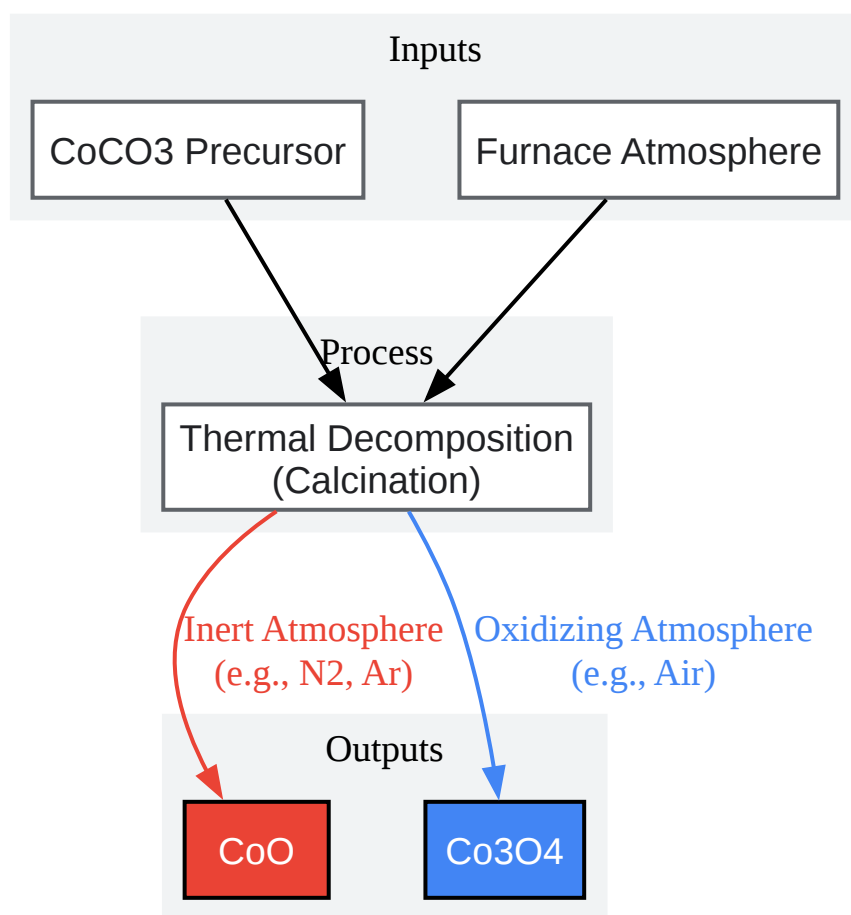 Inputs
CoCO3 Precursor
Furnace Atmosphere
Process
Thermal Decomposition
(Calcination)
Inert Atmosphere
(e.g., N2, Ar)
Oxidizing Atmosphere
(e.g., Air)
Outputs
CoO
Co3O4